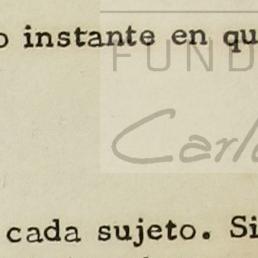 o instante en qu
FUND
Carl
cada sujeto. Si